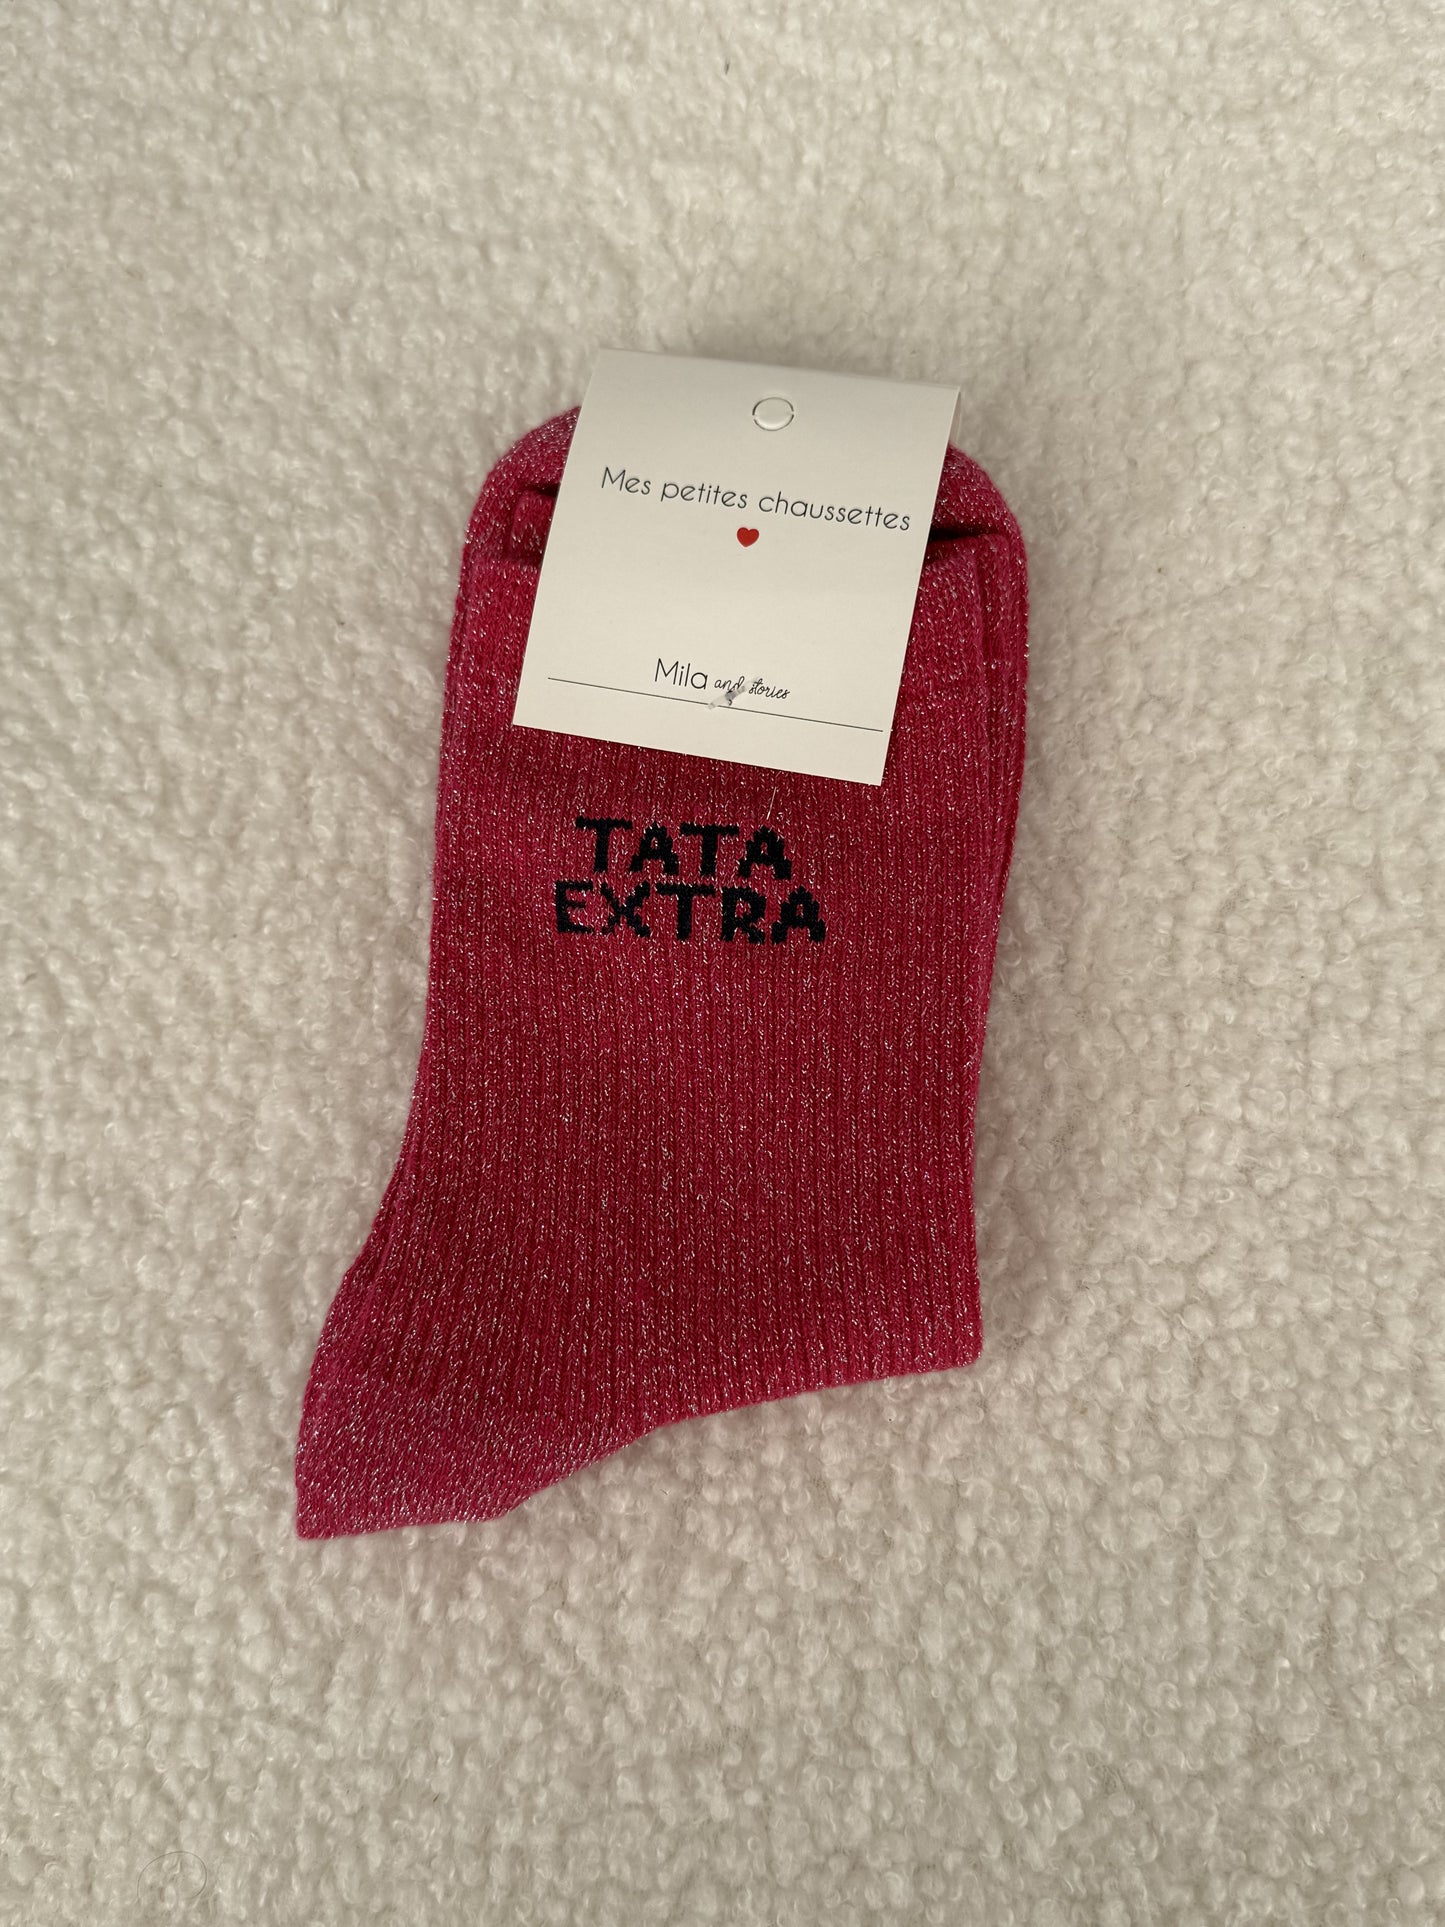 Mes petites chaussettes
Mila and stories
TATA
EXTRA